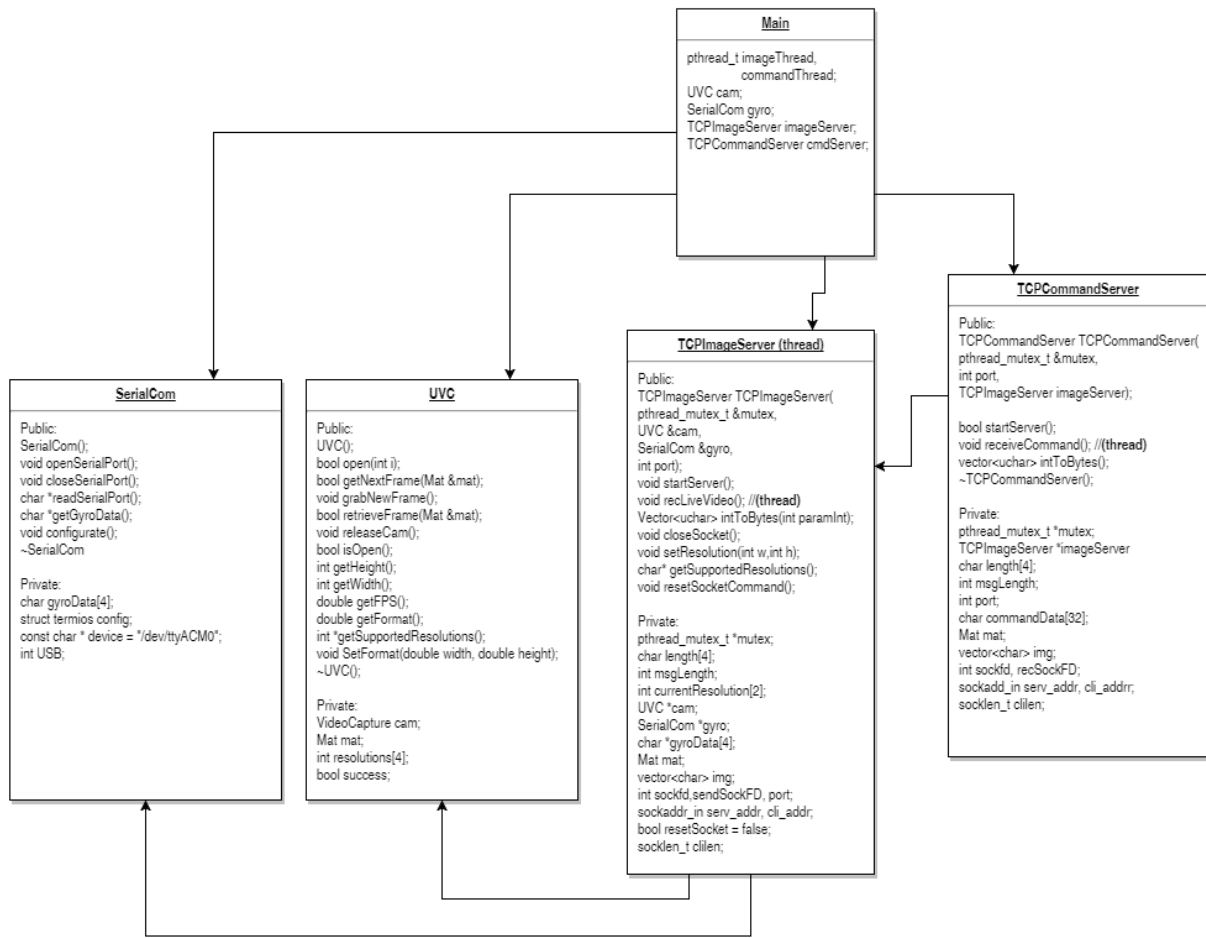 Main
pthread_t imageThread,
commandThread;
UVC cam;
SerialCom gyro;
TCPImageServer imageServer;
TCPCommandServer cmdServer;
TCPCommandServer
Public:
TCPCommandServer TCPCommandServer(
pthread_mutex_t &mutex,
int port,
TCPImageServer imageServer);
bool startServer();
void receiveCommand(); //(thread)
vector<uchar> intToBytes();
~TCPCommandServer();
Private:
pthread_mutex_t *mutex;
TCPImageServer *imageServer
char length[4];
int msgLength;
int port;
char commandData[32];
Mat mat;
vector<char> img;
int sockfd, recSockFD;
sockadd_in serv_addr, cli_addrr;
socklen_t clilen;
TCPImageServer (thread)
Public:
TCPImageServer TCPImageServer(
pthread_mutex_t &mutex,
UVC &cam,
SerialCom &gyro,
int port);
void startServer();
void recLiveVideo(); //(thread)
Vector<uchar> intToBytes(int paramInt);
void closeSocket();
void setResolution(int w,int h);
char* getSupportedResolutions();
void resetSocketCommand();
Private:
pthread_mutex_t *mutex;
char length[4];
int msgLength;
int currentResolution[2];
UVC *cam;
SerialCom *gyro;
char *gyroData[4];
Mat mat;
vector<char> img;
int sockfd,sendSockFD, port;
sockaddr_in serv_addr, cli_addr;
bool resetSocket = false;
socklen_t clilen;
SerialCom
Public:
SerialCom();
void openSerialPort();
void closeSerialPort();
char *readSerialPort();
char *getGyroData();
void configurate();
~SerialCom
Private:
char gyroData[4];
struct termios config;
const char * device = "/dev/ttyACM0";
int USB;
UVC
Public:
UVC();
bool open(int i);
bool getNextFrame(Mat &mat);
void grabNewFrame();
bool retrieveFrame(Mat &mat);
void releaseCam();
bool isOpen();
int getHeight();
int getWidth();
double getFPS();
double getFormat();
int *getSupportedResolutions();
void SetFormat(double width, double height);
~UVC();
Private:
VideoCapture cam;
Mat mat;
int resolutions[4];
bool success;